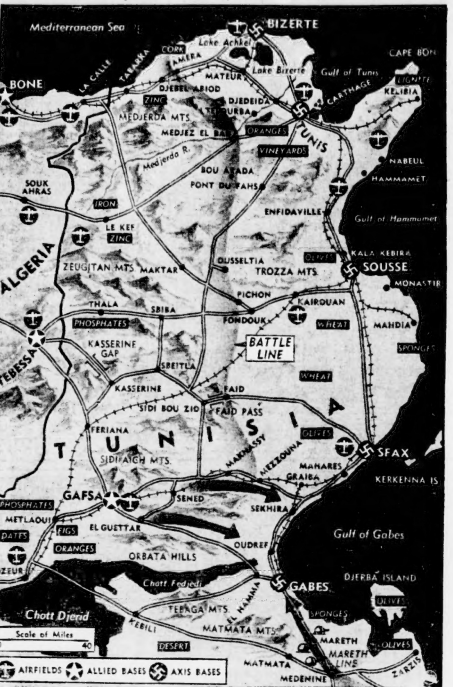 Mediterranean Sea
BIZERTE
Lake Achkel
CORK
TAMERA
MATEUR
Lake Bizerte
Gulf of Tunis
CAPE BON
LIGNITE
KELIBIA
BONE
LA CALLE
TABARKA
DJEBEL ABIOD
ZINC
MEDJERDA MTS.
DJEDEIDA
TEBOURBA
CARTHAGE
TUNIS
MEDJEZ EL BAB
ORANGES
VINEYARDS
Medjerda R.
BOU ARADA
PONT DU FAHS
NABEUL
HAMMAMET
SOUK
AHRAS
IRON
LE KEF
ZINC
ENFIDAVILLE
Gulf of Hammamet
ALGERIA
ZEUGITAN MTS.
MAKTAR
OUSSELTIA
TROZZA MTS.
OLIVES
KALA KEBIRA
SOUSSE
MONASTIR
THALA
PHOSPHATES
SBIBA
PICHON
FONDOUK
KAIROUAN
WHEAT
MAHDIA
SPONGES
TEBESSA
KASSERINE
GAP
SBEITLA
BATTLE
LINE
WHEAT
KASSERINE
SIDI BOU ZID
FAID
FAID PASS
FERIANA
TUNISIA
SIDI AICH MTS.
MAKNASSY
MEZZOUNA
OLIVES
SFAX
MAHARES
GRAIBA
KERKENNA IS
PHOSPHATES
GAFSA
SENED
SEKHIRA
METLAOUI
DATES
FIGS
EL GUETTAR
ORANGES
ORBATA HILLS
OUDREF
Gulf of Gabes
OZEUR
Chott Fedjedj
EL HAMMA
GABES
DJERBA ISLAND
OLIVES
Chott Djerid
KEBILI
TEBAGA MTS.
MATMATA MTS.
SPONGES
Scale of Miles
40
DESERT
MARETH
MARETH
LINE
OLIVES
ZARZIS
MATMATA
MEDENINE
AIRFIELDS
ALLIED BASES
AXIS BASES